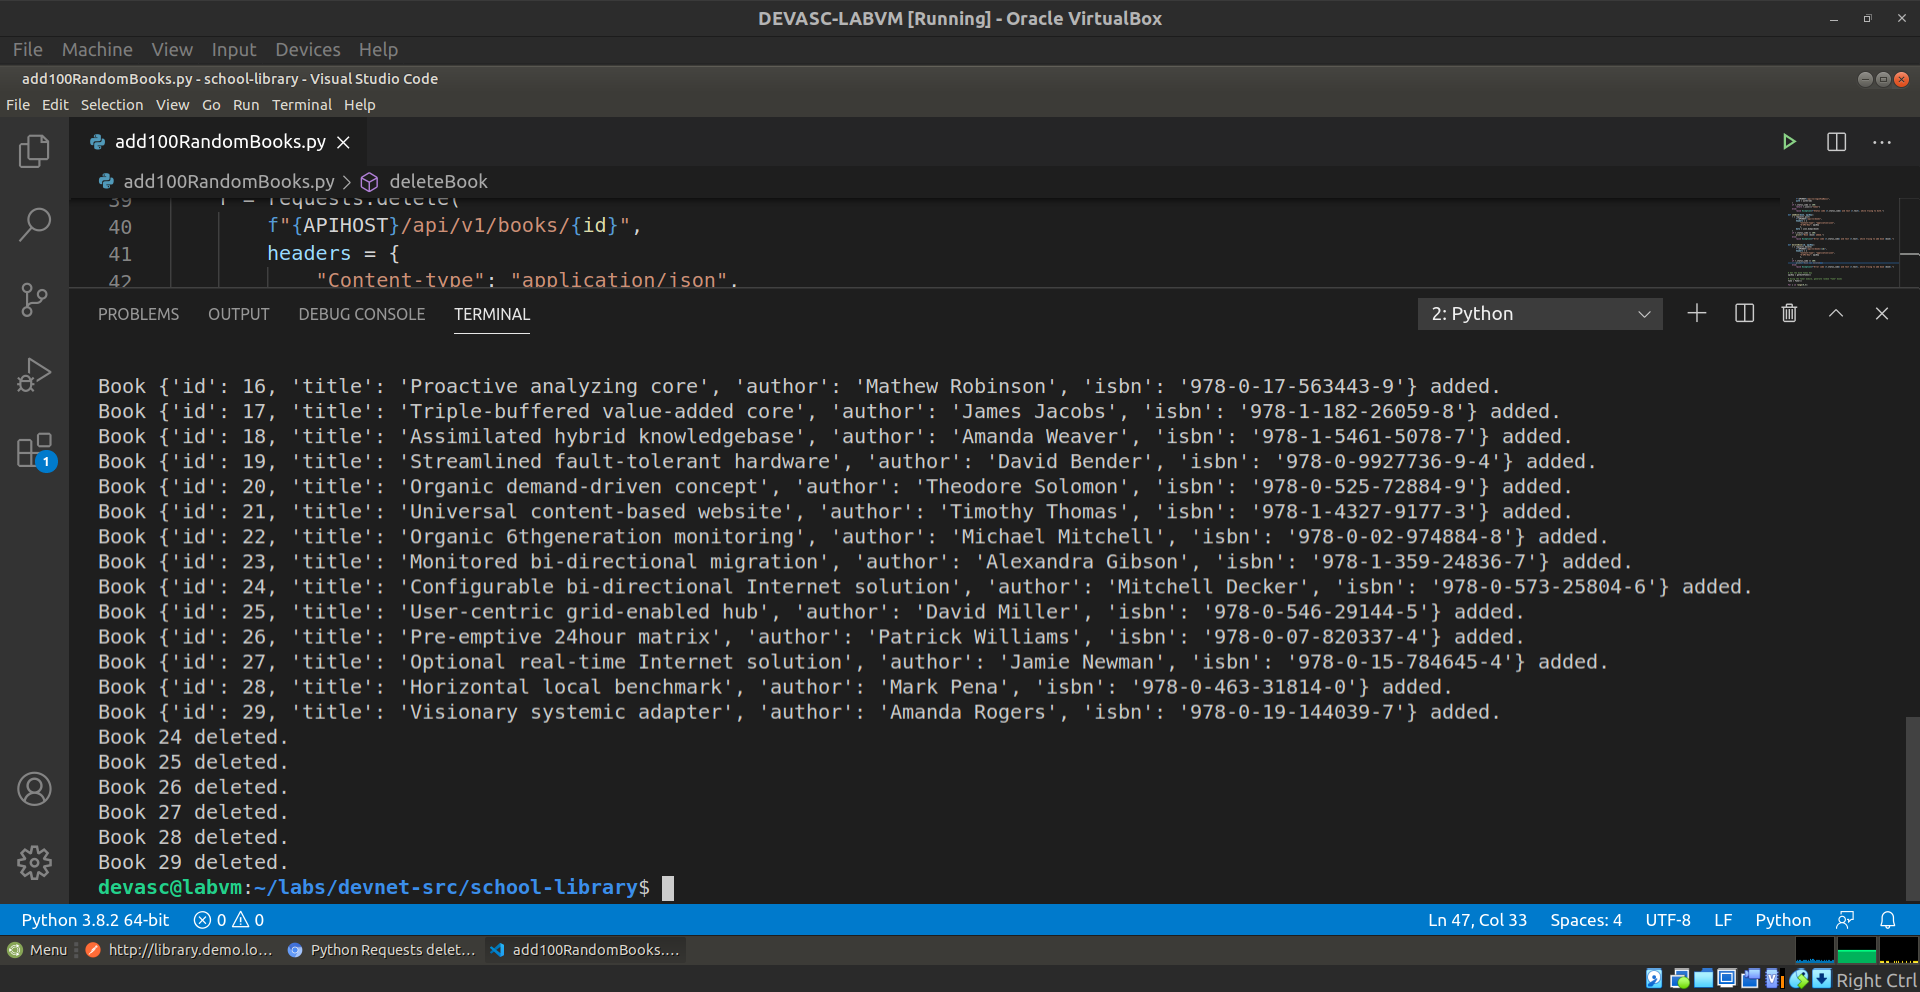 DEVASC-LABVM [Running] - Oracle VirtualBox
File Machine View Input Devices Help
add100RandomBooks.py - school-library - Visual Studio Code
File Edit Selection View Go Run Terminal Help
add100RandomBooks.py
add100RandomBooks.py > deleteBook
39 r = requests.delete(
40 f"{APIHOST}/api/v1/books/{id}",
41 headers = {
42 "Content-type": "application/json",
PROBLEMS OUTPUT DEBUG CONSOLE TERMINAL 2: Python
Book {'id': 16, 'title': 'Proactive analyzing core', 'author': 'Mathew Robinson', 'isbn': '978-0-17-563443-9'} added.
Book {'id': 17, 'title': 'Triple-buffered value-added core', 'author': 'James Jacobs', 'isbn': '978-1-182-26059-8'} added.
Book {'id': 18, 'title': 'Assimilated hybrid knowledgebase', 'author': 'Amanda Weaver', 'isbn': '978-1-5461-5078-7'} added.
Book {'id': 19, 'title': 'Streamlined fault-tolerant hardware', 'author': 'David Bender', 'isbn': '978-0-9927736-9-4'} added.
Book {'id': 20, 'title': 'Organic demand-driven concept', 'author': 'Theodore Solomon', 'isbn': '978-0-525-72884-9'} added.
Book {'id': 21, 'title': 'Universal content-based website', 'author': 'Timothy Thomas', 'isbn': '978-1-4327-9177-3'} added.
Book {'id': 22, 'title': 'Organic 6thgeneration monitoring', 'author': 'Michael Mitchell', 'isbn': '978-0-02-974884-8'} added.
Book {'id': 23, 'title': 'Monitored bi-directional migration', 'author': 'Alexandra Gibson', 'isbn': '978-1-359-24836-7'} added.
Book {'id': 24, 'title': 'Configurable bi-directional Internet solution', 'author': 'Mitchell Decker', 'isbn': '978-0-573-25804-6'} added.
Book {'id': 25, 'title': 'User-centric grid-enabled hub', 'author': 'David Miller', 'isbn': '978-0-546-29144-5'} added.
Book {'id': 26, 'title': 'Pre-emptive 24hour matrix', 'author': 'Patrick Williams', 'isbn': '978-0-07-820337-4'} added.
Book {'id': 27, 'title': 'Optional real-time Internet solution', 'author': 'Jamie Newman', 'isbn': '978-0-15-784645-4'} added.
Book {'id': 28, 'title': 'Horizontal local benchmark', 'author': 'Mark Pena', 'isbn': '978-0-463-31814-0'} added.
Book {'id': 29, 'title': 'Visionary systemic adapter', 'author': 'Amanda Rogers', 'isbn': '978-0-19-144039-7'} added.
Book 24 deleted.
Book 25 deleted.
Book 26 deleted.
Book 27 deleted.
Book 28 deleted.
Book 29 deleted.
devasc@labvm:~/labs/devnet-src/school-library$
1
Python 3.8.2 64-bit 0 0 Ln 47, Col 33 Spaces: 4 UTF-8 LF Python
Menu http://library.demo.lo... Python Requests delet... add100RandomBooks....
Right Ctrl